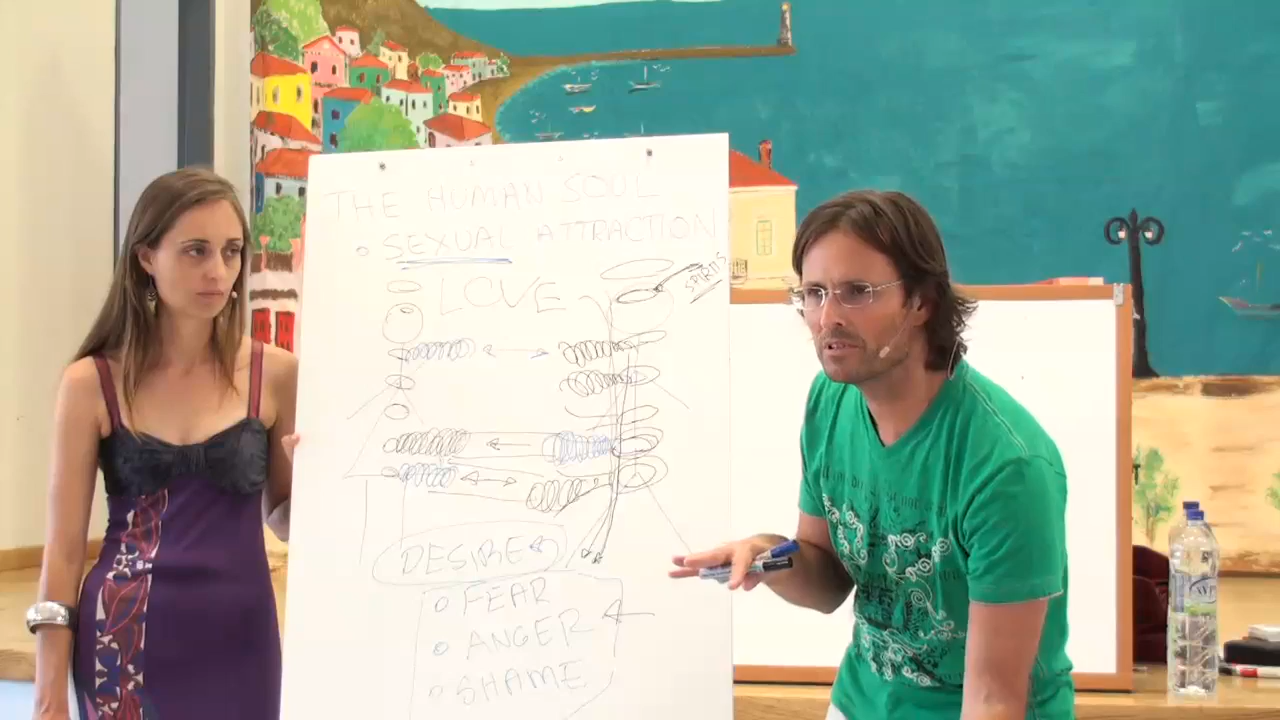 THE HUMAN SOUL
SEXUAL ATTRACTION
LOVE
SPIRITS
DESIRE
FEAR
ANGER
SHAME